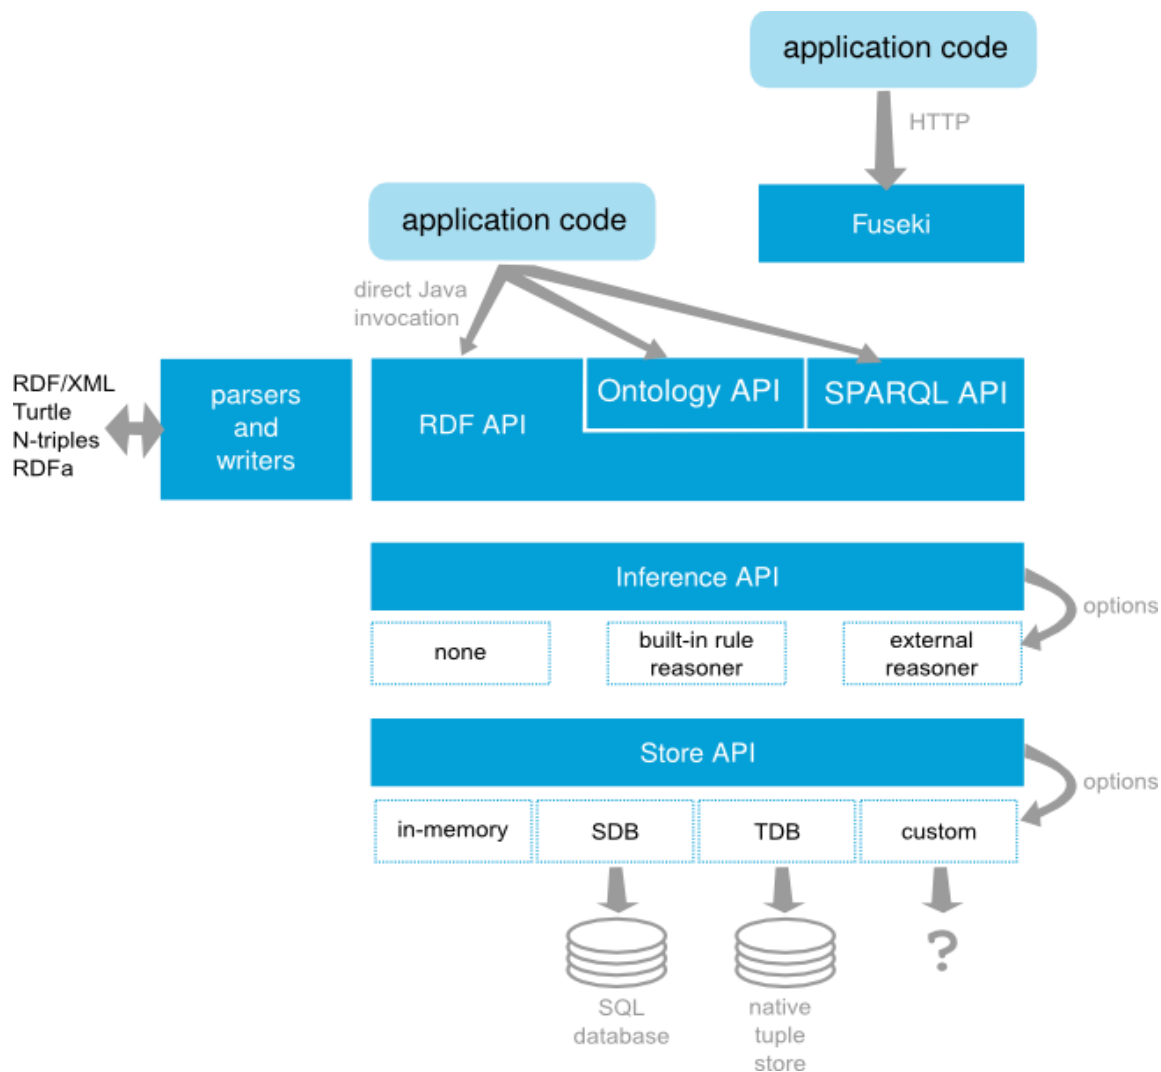 application code
HTTP
Fuseki
application code
direct Java
invocation
RDF/XML
Turtle
N-triples
RDFa
parsers
and
writers
RDF API
Ontology API
SPARQL API
Inference API
options
none
built-in rule
reasoner
external
reasoner
Store API
options
in-memory
SDB
TDB
custom
?
SQL
database
native
tuple
store